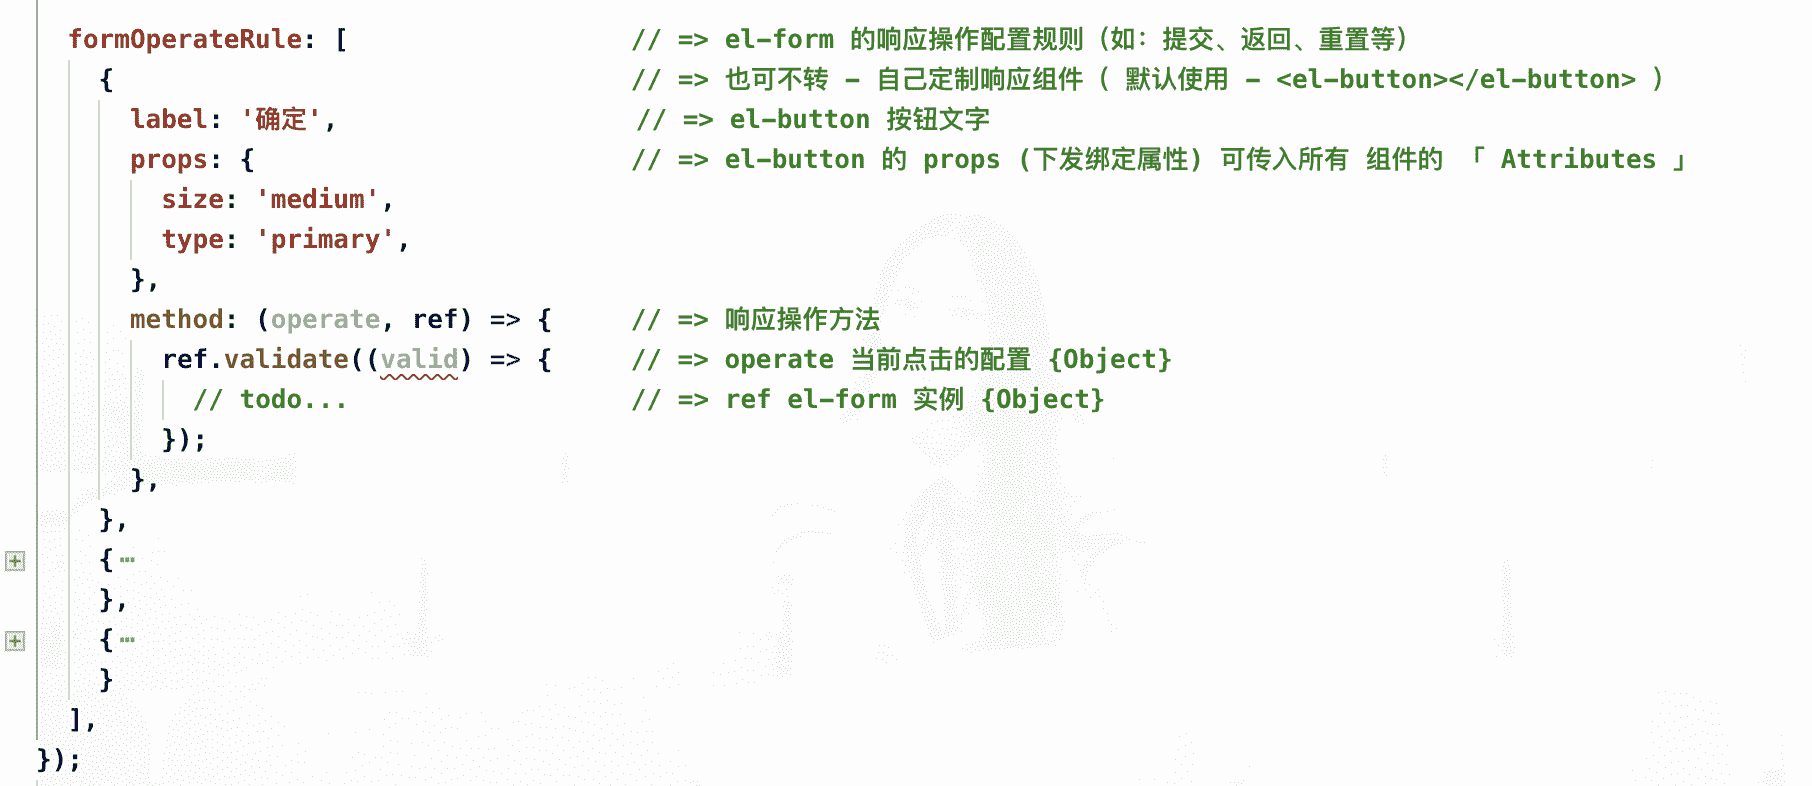 formOperateRule: [ // => el-form 的响应操作配置规则（如：提交、返回、重置等）
{ // => 也可不转 - 自己定制响应组件（ 默认使用 - <el-button></el-button> ）
label: '确定', // => el-button 按钮文字
props: { // => el-button 的 props (下发绑定属性) 可传入所有 组件的 「 Attributes 」
size: 'medium',
type: 'primary',
},
method: (operate, ref) => { // => 响应操作方法
ref.validate((valid) => { // => operate 当前点击的配置 {Object}
// todo... // => ref el-form 实例 {Object}
});
},
},
{…
},
{…
}
],
});